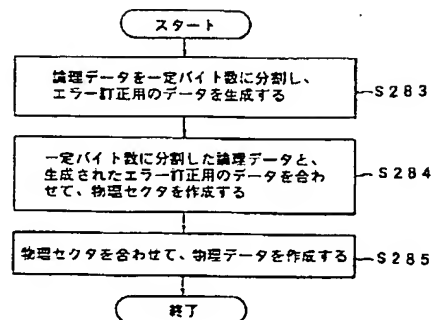 スタート
論理データを一定バイト数に分割し、
エラー訂正用のデータを生成する
S283
一定バイト数に分割した論理データと、
生成されたエラー訂正用のデータを合わ
せて、物理セクタを作成する
S284
物理セクタを合わせて、物理データを作成する
S285
終了